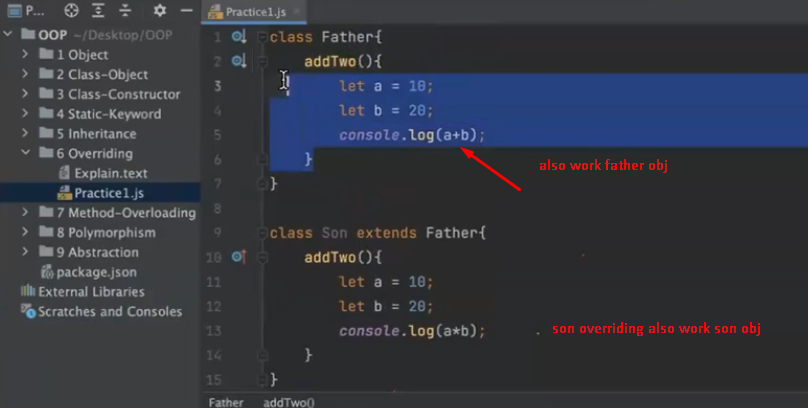 P...
Practice1.js
OOP ~/Desktop/OOP
1 Object
2 Class-Object
3 Class-Constructor
4 Static-Keyword
5 Inheritance
6 Overriding
Explain.text
Practice1.js
7 Method-Overloading
8 Polymorphism
9 Abstraction
package.json
External Libraries
Scratches and Consoles
1 class Father{
2 addTwo(){
3 let a = 10;
4 let b = 20;
5 console.log(a+b);
6 }
7 }
8
9 class Son extends Father{
10 addTwo(){
11 let a = 10;
12 let b = 20;
13 console.log(a*b);
14 }
15 }
also work father obj
son overriding also work son obj
Father addTwo()